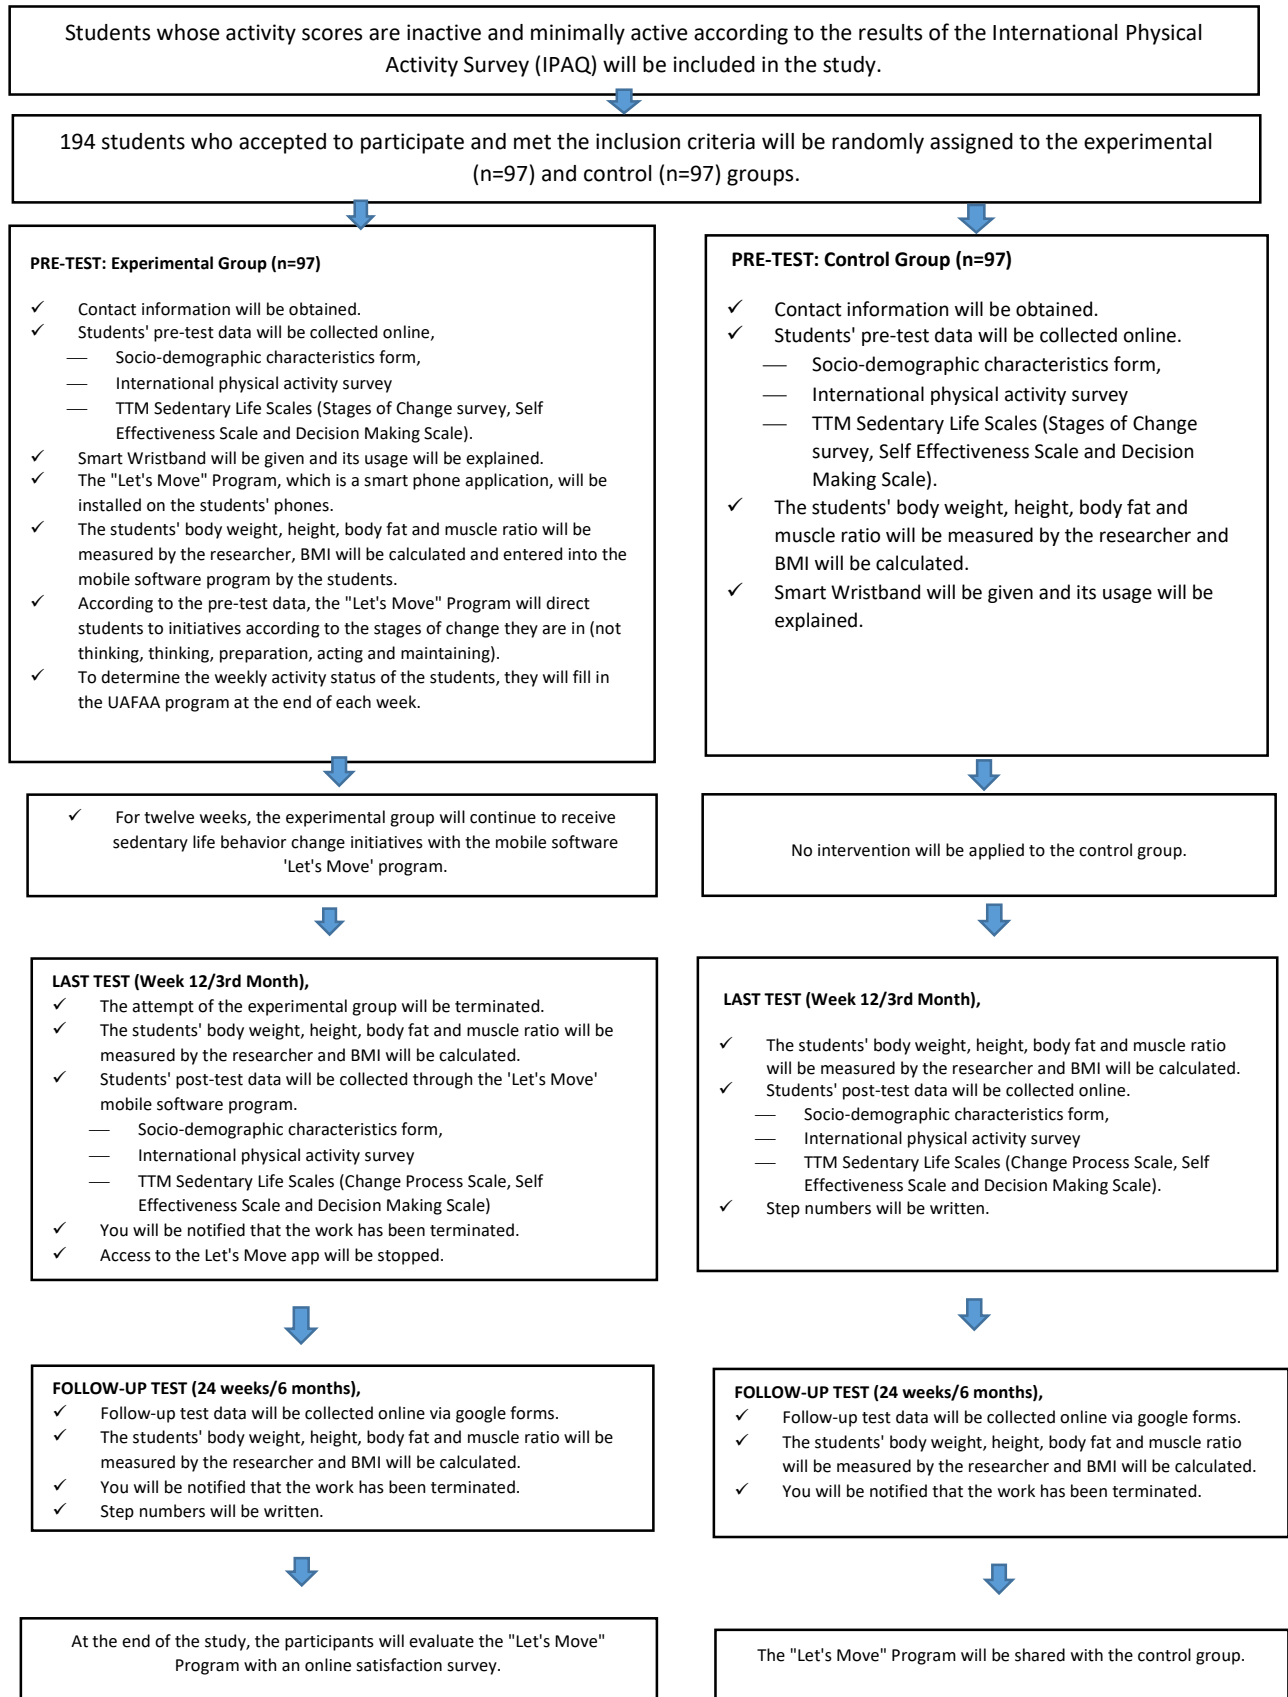 Students whose activity scores are inactive and minimally active according to the results of the International Physical
Activity Survey (IPAQ) will be included in the study.
194 students who accepted to participate and met the inclusion criteria will be randomly assigned to the experimental
(n=97) and control (n=97) groups.
PRE-TEST: Experimental Group (n=97)
✓ Contact information will be obtained.
✓ Students' pre-test data will be collected online,
— Socio-demographic characteristics form,
— International physical activity survey
— TTM Sedentary Life Scales (Stages of Change survey, Self
Effectiveness Scale and Decision Making Scale).
✓ Smart Wristband will be given and its usage will be explained.
✓ The "Let's Move" Program, which is a smart phone application, will be
installed on the students' phones.
✓ The students' body weight, height, body fat and muscle ratio will be
measured by the researcher, BMI will be calculated and entered into the
mobile software program by the students.
✓ According to the pre-test data, the "Let's Move" Program will direct
students to initiatives according to the stages of change they are in (not
thinking, thinking, preparation, acting and maintaining).
✓ To determine the weekly activity status of the students, they will fill in
the UAFAA program at the end of each week.
PRE-TEST: Control Group (n=97)
✓ Contact information will be obtained.
✓ Students' pre-test data will be collected online.
— Socio-demographic characteristics form,
— International physical activity survey
— TTM Sedentary Life Scales (Stages of Change
survey, Self Effectiveness Scale and Decision
Making Scale).
✓ The students' body weight, height, body fat and
muscle ratio will be measured by the researcher and
BMI will be calculated.
✓ Smart Wristband will be given and its usage will be
explained.
✓ For twelve weeks, the experimental group will continue to receive
sedentary life behavior change initiatives with the mobile software
'Let's Move' program.
No intervention will be applied to the control group.
LAST TEST (Week 12/3rd Month),
✓ The attempt of the experimental group will be terminated.
✓ The students' body weight, height, body fat and muscle ratio will be
measured by the researcher and BMI will be calculated.
✓ Students' post-test data will be collected through the 'Let's Move'
mobile software program.
— Socio-demographic characteristics form,
— International physical activity survey
— TTM Sedentary Life Scales (Change Process Scale, Self
Effectiveness Scale and Decision Making Scale)
✓ You will be notified that the work has been terminated.
✓ Access to the Let's Move app will be stopped.
LAST TEST (Week 12/3rd Month),
✓ The students' body weight, height, body fat and muscle ratio
will be measured by the researcher and BMI will be calculated.
✓ Students' post-test data will be collected online.
— Socio-demographic characteristics form,
— International physical activity survey
— TTM Sedentary Life Scales (Change Process Scale, Self
Effectiveness Scale and Decision Making Scale).
✓ Step numbers will be written.
FOLLOW-UP TEST (24 weeks/6 months),
✓ Follow-up test data will be collected online via google forms.
✓ The students' body weight, height, body fat and muscle ratio will be
measured by the researcher and BMI will be calculated.
✓ You will be notified that the work has been terminated.
✓ Step numbers will be written.
FOLLOW-UP TEST (24 weeks/6 months),
✓ Follow-up test data will be collected online via google forms.
✓ The students' body weight, height, body fat and muscle ratio
will be measured by the researcher and BMI will be calculated.
✓ You will be notified that the work has been terminated.
At the end of the study, the participants will evaluate the "Let's Move"
Program with an online satisfaction survey.
The "Let's Move" Program will be shared with the control group.